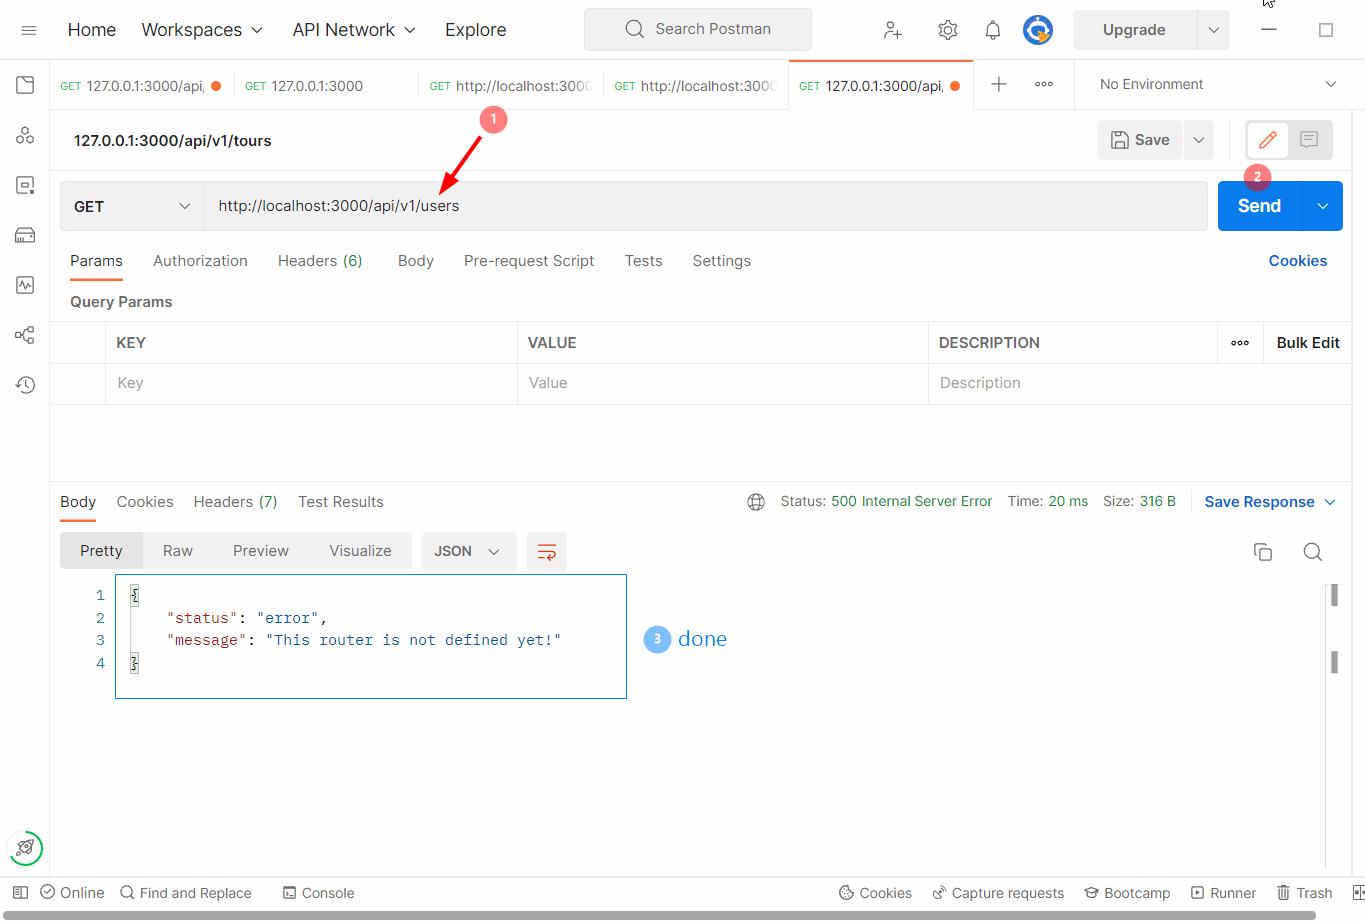 Home Workspaces API Network Explore Search Postman Upgrade
GET 127.0.0.1:3000/api, GET 127.0.0.1:3000 GET http://localhost:3000 GET http://localhost:3000 GET 127.0.0.1:3000/api, No Environment
1
127.0.0.1:3000/api/v1/tours Save
2
GET http://localhost:3000/api/v1/users Send
Params Authorization Headers (6) Body Pre-request Script Tests Settings Cookies
Query Params
KEY VALUE DESCRIPTION Bulk Edit
Key Value Description
Body Cookies Headers (7) Test Results Status: 500 Internal Server Error Time: 20 ms Size: 316 B Save Response
Pretty Raw Preview Visualize JSON
1 {
2 "status": "error",
3 "message": "This router is not defined yet!" 3 done
4 }
Online Find and Replace Console Cookies Capture requests Bootcamp Runner Trash